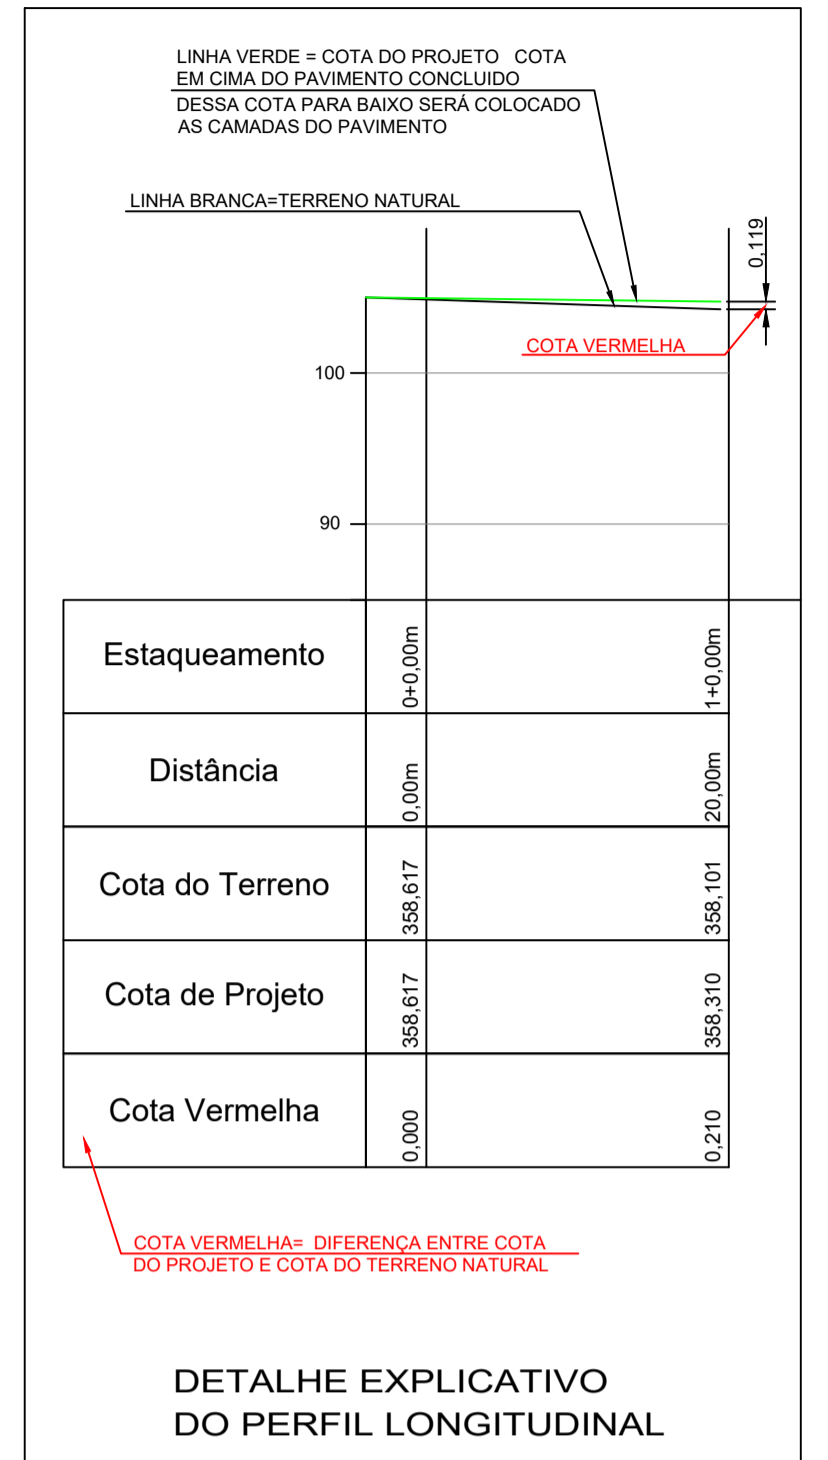 LINHA VERDE = COTA DO PROJETO COTA
EM CIMA DO PAVIMENTO CONCLUIDO
DESSA COTA PARA BAIXO SERÁ COLOCADO
AS CAMADAS DO PAVIMENTO
LINHA BRANCA=TERRENO NATURAL
0,119
COTA VERMELHA
100
90
Estaqueamento
0+0,00m
1+0,00m
Distância
0,00m
20,00m
Cota do Terreno
358,617
358,101
Cota de Projeto
358,617
358,310
Cota Vermelha
0,000
0,210
COTA VERMELHA= DIFERENÇA ENTRE COTA
DO PROJETO E COTA DO TERRENO NATURAL
DETALHE EXPLICATIVO
DO PERFIL LONGITUDINAL